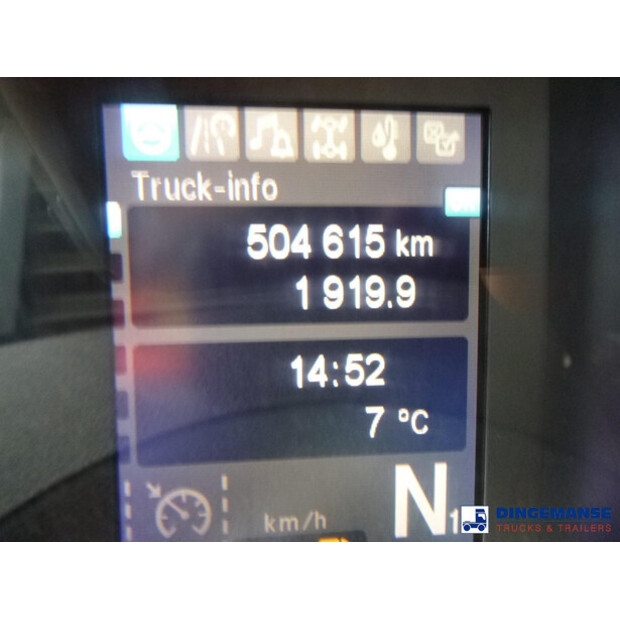 Truck-info
504 615 km
1 919.9
14:52
7 °C
km/h
N1
DINGEMANSE
TRUCKS & TRAILERS